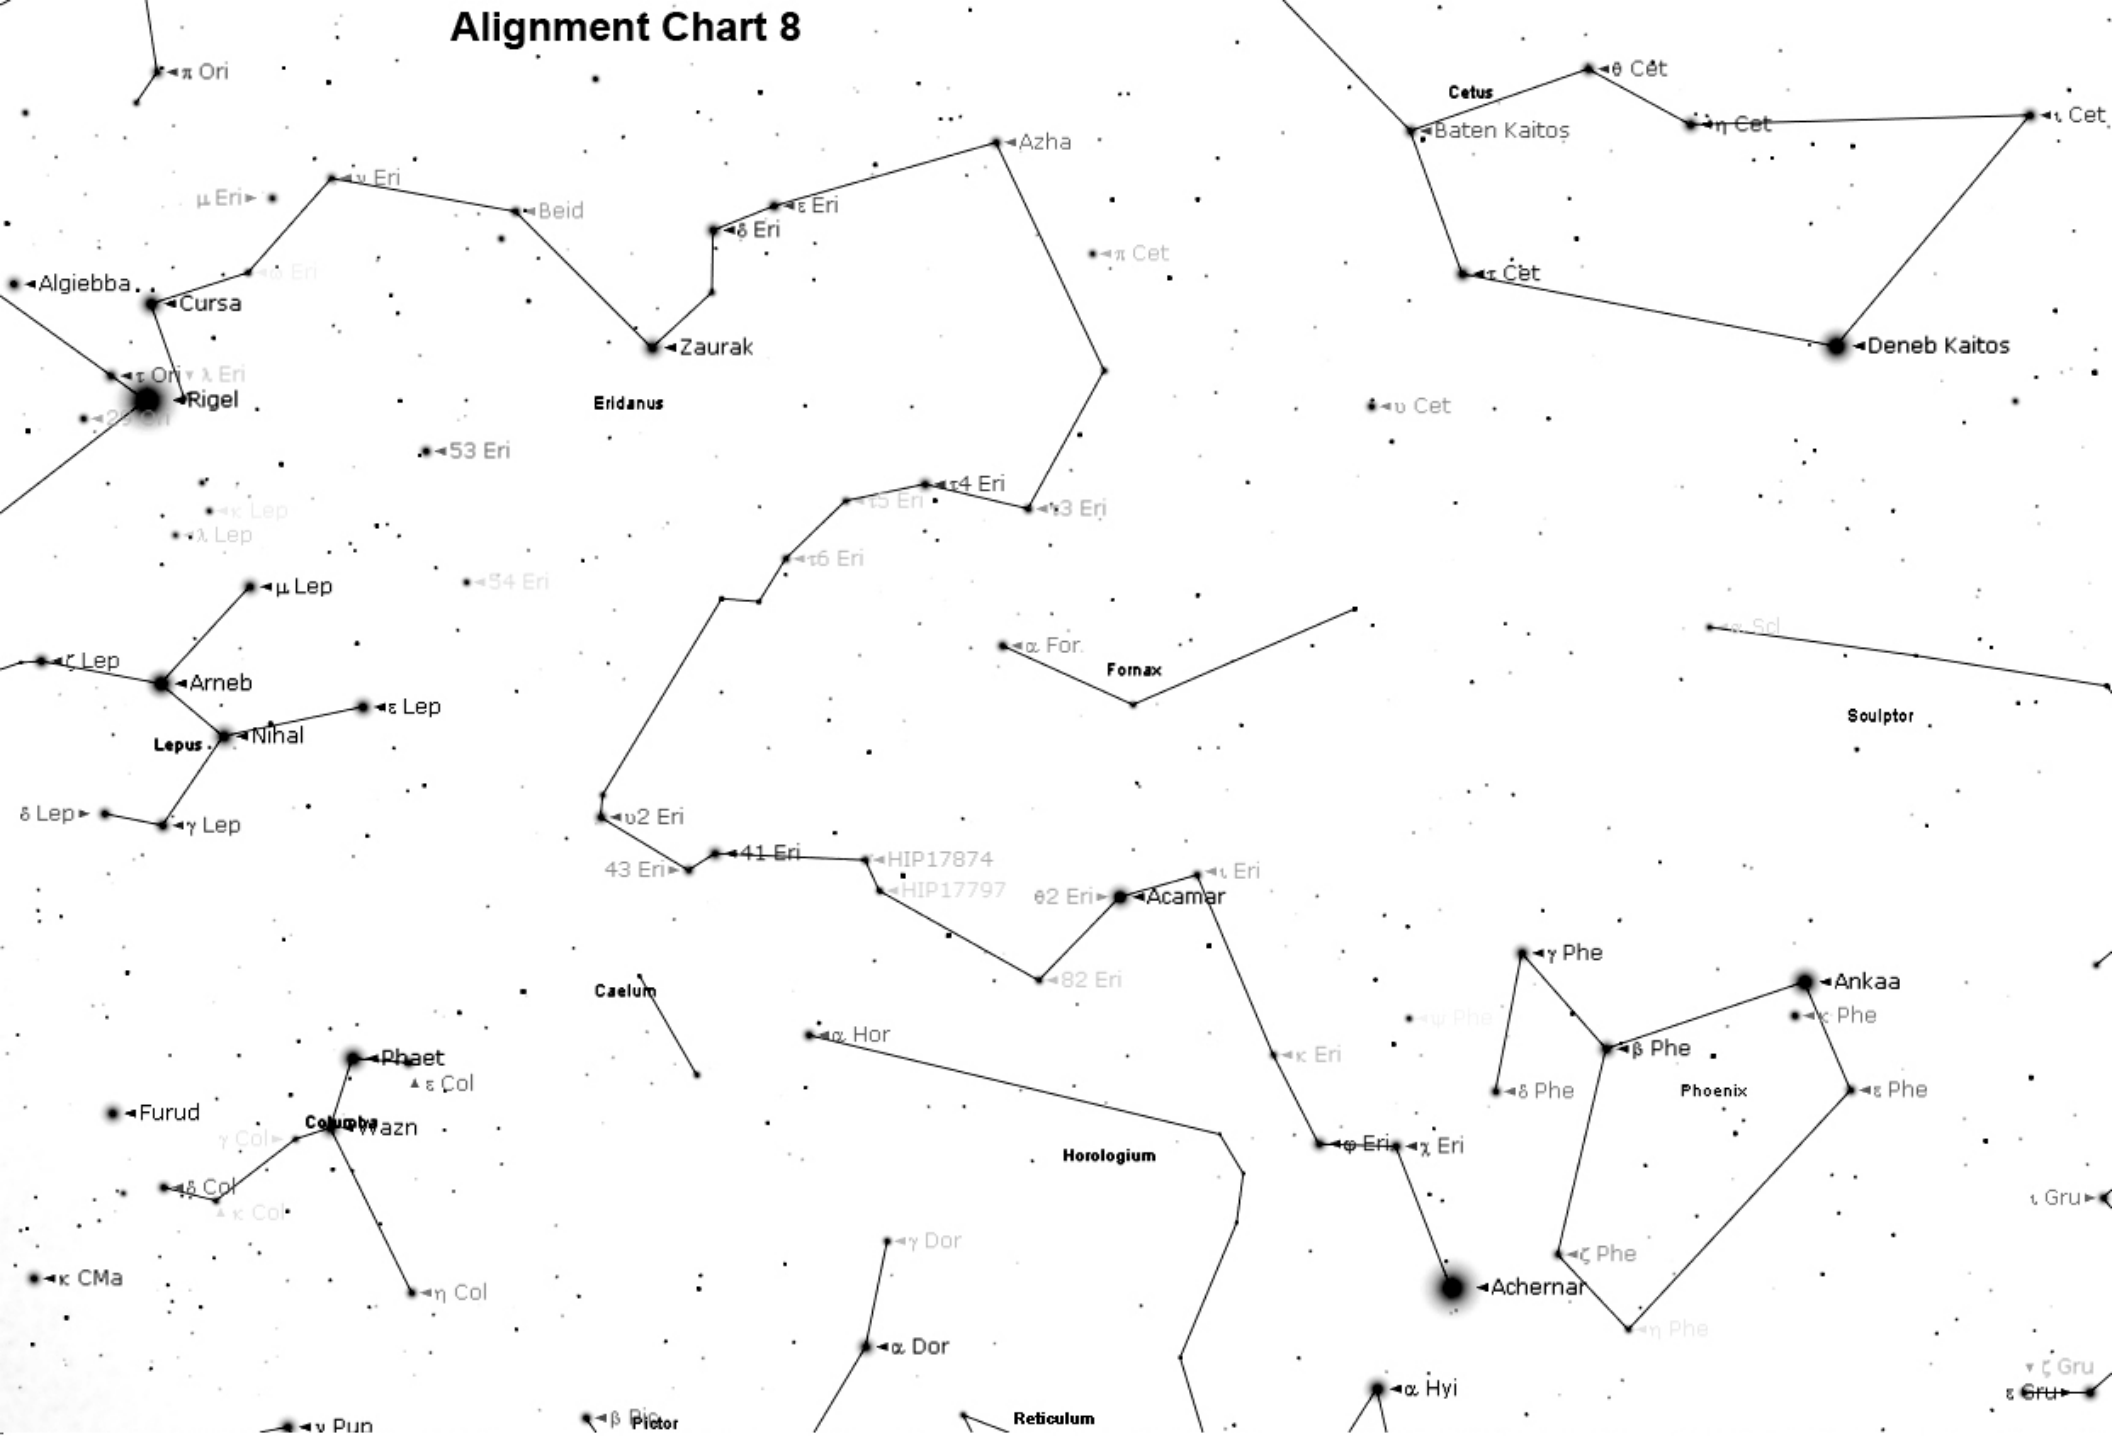 Alignment Chart 8
π Ori
θ Cet
Cetus
ι Cet
η Cet
Baten Kaitos
Azha
ν Eri
μ Eri
ε Eri
Beid
δ Eri
π Cet
ω Eri
τ Cet
Algiebba
Cursa
Deneb Kaitos
Zaurak
τ Ori
λ Eri
Rigel
Eridanus
υ Cet
29 Ori
53 Eri
τ4 Eri
τ5 Eri
τ3 Eri
κ Lep
λ Lep
τ6 Eri
54 Eri
μ Lep
α Scl
α For
ζ Lep
Fornax
Arneb
ε Lep
Sculptor
Nihal
Lepus
δ Lep
υ2 Eri
γ Lep
41 Eri
HIP17874
43 Eri
ι Eri
HIP17797
θ2 Eri
Acamar
γ Phe
82 Eri
Ankaa
Caelum
κ Phe
ψ Phe
α Hor
β Phe
κ Eri
Phaet
ε Col
δ Phe
Phoenix
ε Phe
Furud
Columba
Wazn
γ Col
φ Eri
χ Eri
Horologium
δ Col
ι Gru
κ Col
γ Dor
ζ Phe
κ CMa
Achernar
η Col
η Phe
α Dor
ζ Gru
α Hyi
ε Gru
β Pic
Pictor
Reticulum
ν Pup